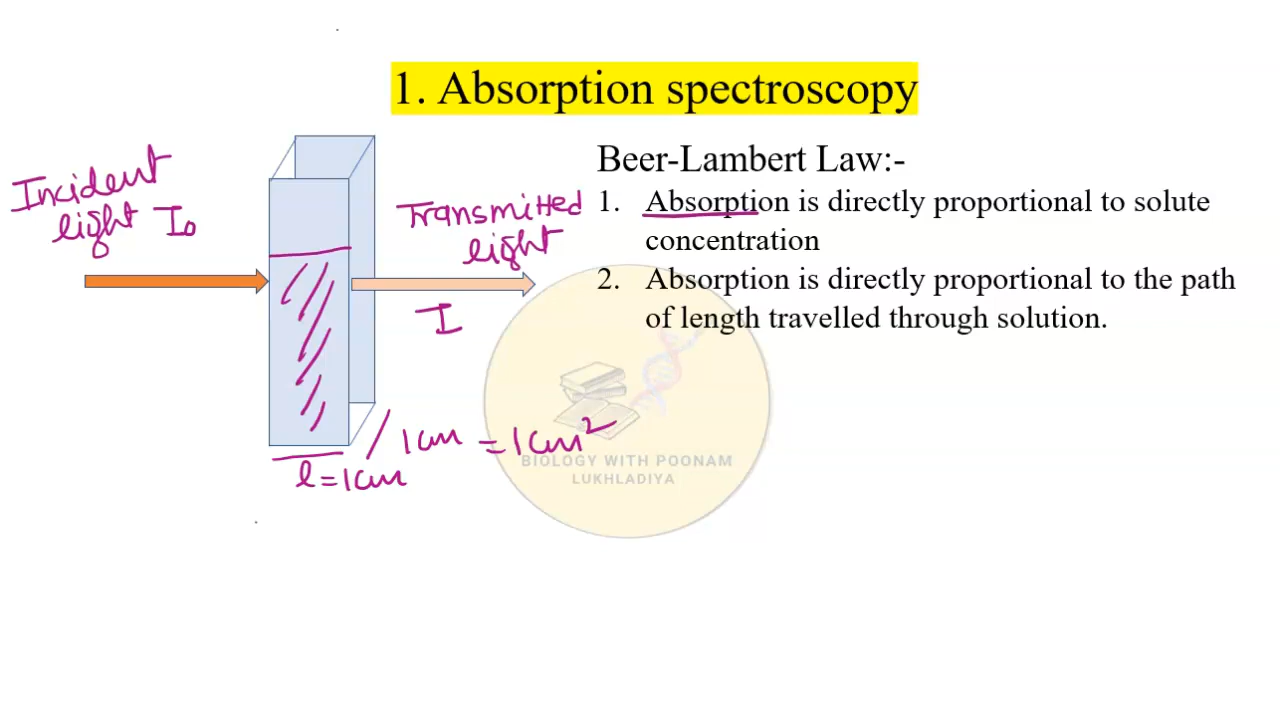 1. Absorption spectroscopy
Incident
light I₀
Transmitted
light
I
l = 1cm
/ 1cm = 1cm²
Beer-Lambert Law:-
1. Absorption is directly proportional to solute
concentration
2. Absorption is directly proportional to the path
of length travelled through solution.
BIOLOGY WITH POONAM
LUKHLADIYA